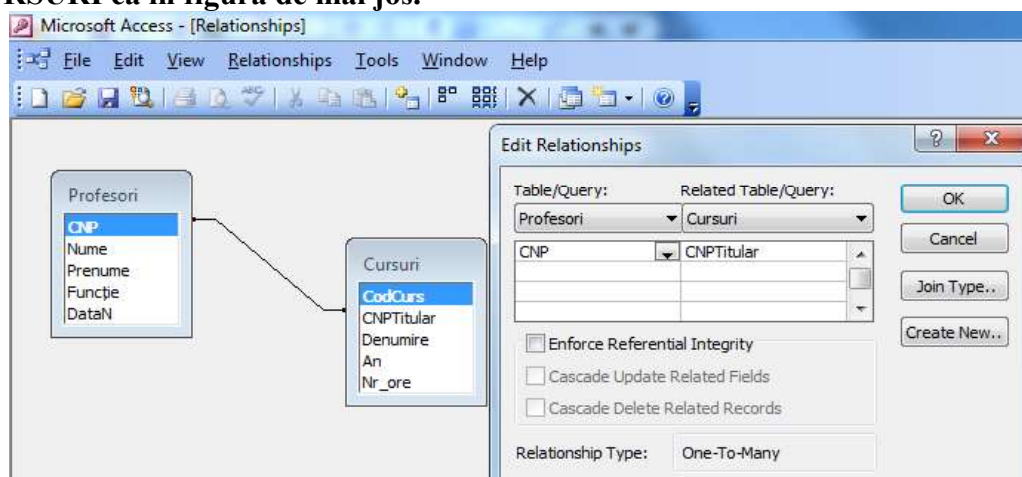 RSURI ca în figura de mai jos.
Microsoft Access - [Relationships]
File Edit View Relationships Tools Window Help
Edit Relationships
Table/Query: Related Table/Query:
Profesori Cursuri
CNP CNPTitular
Enforce Referential Integrity
Cascade Update Related Fields
Cascade Delete Related Records
Relationship Type: One-To-Many
OK
Cancel
Join Type..
Create New..
Profesori
CNP
Nume
Prenume
Funcție
DataN
Cursuri
CodCurs
CNPTitular
Denumire
An
Nr_ore